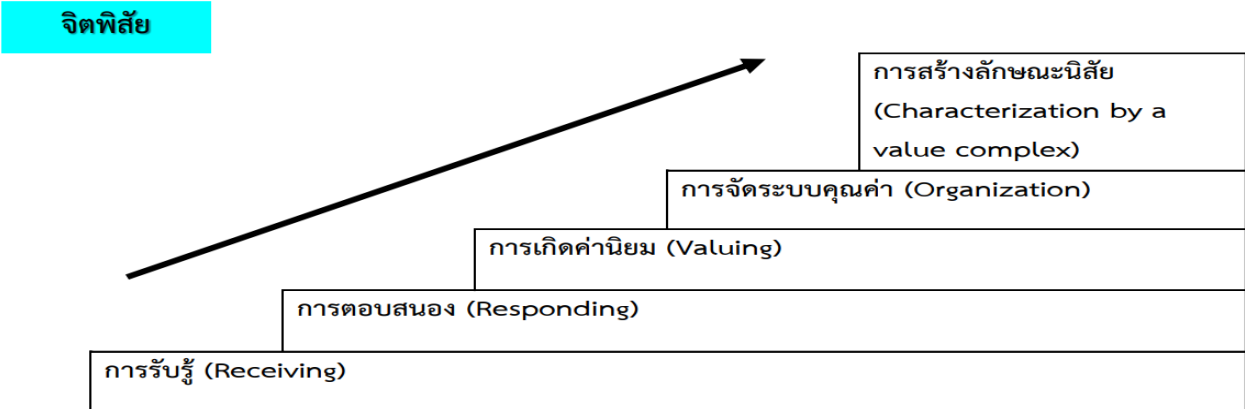 จิตพิสัย
การสร้างลักษณะนิสัย
(Characterization by a
value complex)
การจัดระบบคุณค่า (Organization)
การเกิดค่านิยม (Valuing)
การตอบสนอง (Responding)
การรับรู้ (Receiving)